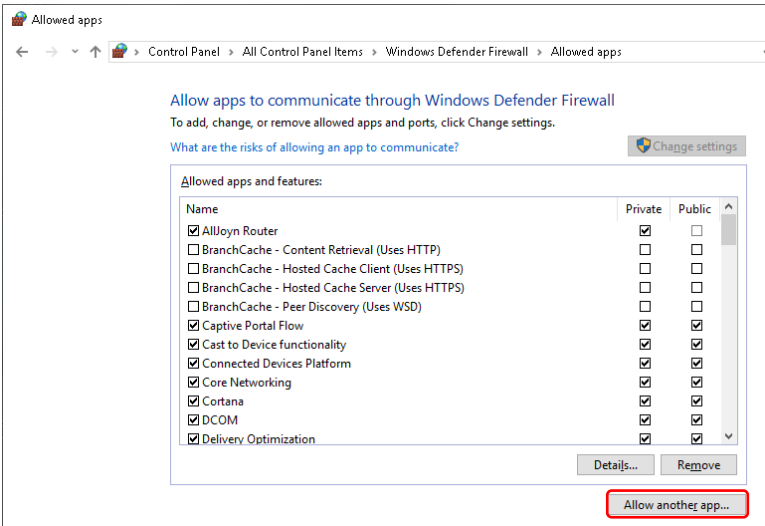 Allowed apps
Control Panel > All Control Panel Items > Windows Defender Firewall > Allowed apps
Allow apps to communicate through Windows Defender Firewall
To add, change, or remove allowed apps and ports, click Change settings.
What are the risks of allowing an app to communicate? Change settings
Allowed apps and features:
Name Private Public
AllJoyn Router
BranchCache - Content Retrieval (Uses HTTP)
BranchCache - Hosted Cache Client (Uses HTTPS)
BranchCache - Hosted Cache Server (Uses HTTPS)
BranchCache - Peer Discovery (Uses WSD)
Captive Portal Flow
Cast to Device functionality
Connected Devices Platform
Core Networking
Cortana
DCOM
Delivery Optimization
Details... Remove
Allow another app...